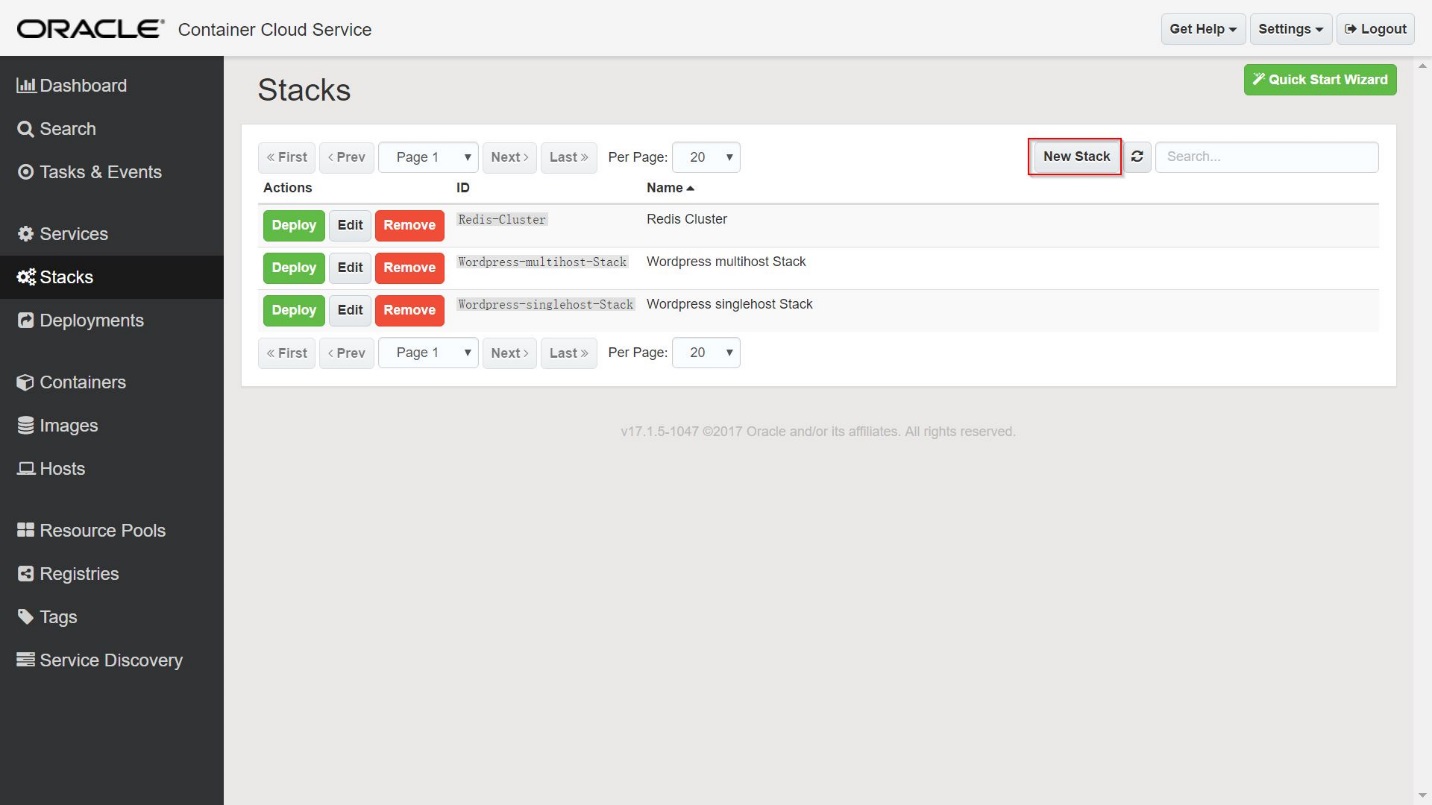 ORACLE® Container Cloud Service
Get Help Settings Logout
Dashboard
Search
Tasks & Events
Services
Stacks
Deployments
Containers
Images
Hosts
Resource Pools
Registries
Tags
Service Discovery
Stacks
Quick Start Wizard
« First ‹ Prev Page 1 Next › Last » Per Page: 20 New Stack Search...
Actions ID Name
Deploy Edit Remove Redis-Cluster Redis Cluster
Deploy Edit Remove Wordpress-multihost-Stack Wordpress multihost Stack
Deploy Edit Remove Wordpress-singlehost-Stack Wordpress singlehost Stack
« First ‹ Prev Page 1 Next › Last » Per Page: 20
v17.1.5-1047 ©2017 Oracle and/or its affiliates. All rights reserved.